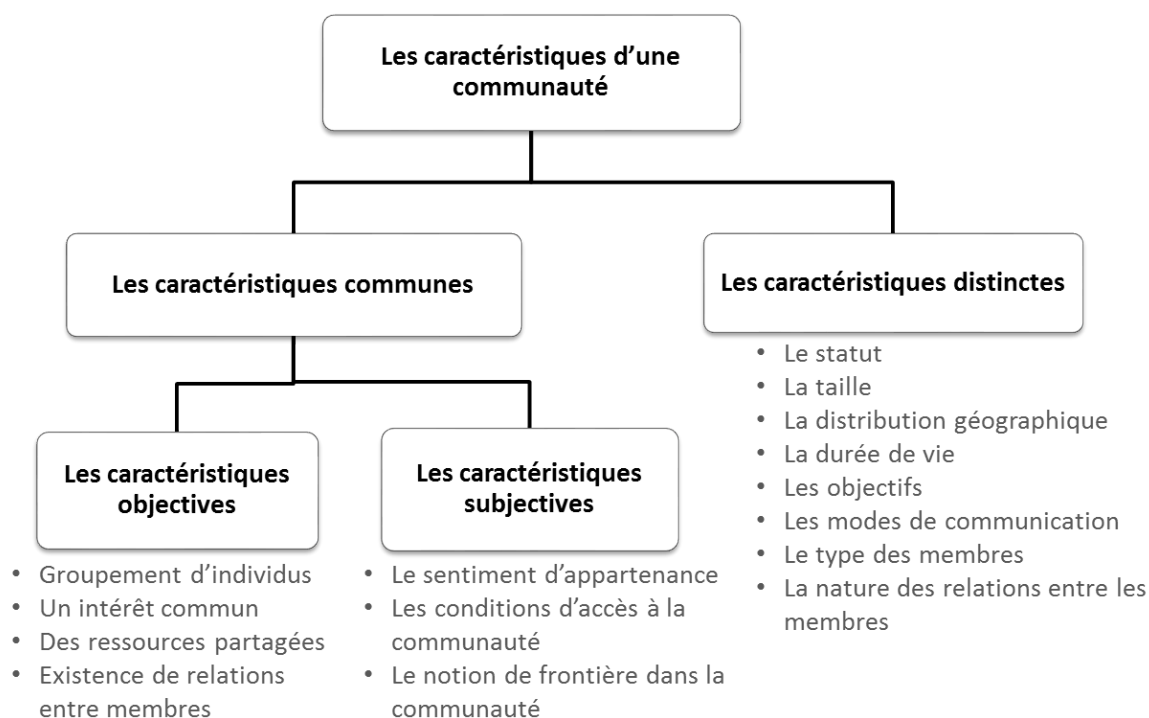 Les caractéristiques d’une
communauté
Les caractéristiques communes
Les caractéristiques distinctes
• Le statut
• La taille
• La distribution géographique
• La durée de vie
• Les objectifs
• Les modes de communication
• Le type des membres
• La nature des relations entre les
membres
Les caractéristiques
objectives
• Groupement d’individus
• Un intérêt commun
• Des ressources partagées
• Existence de relations
entre membres
Les caractéristiques
subjectives
• Le sentiment d’appartenance
• Les conditions d’accès à la
communauté
• Le notion de frontière dans la
communauté